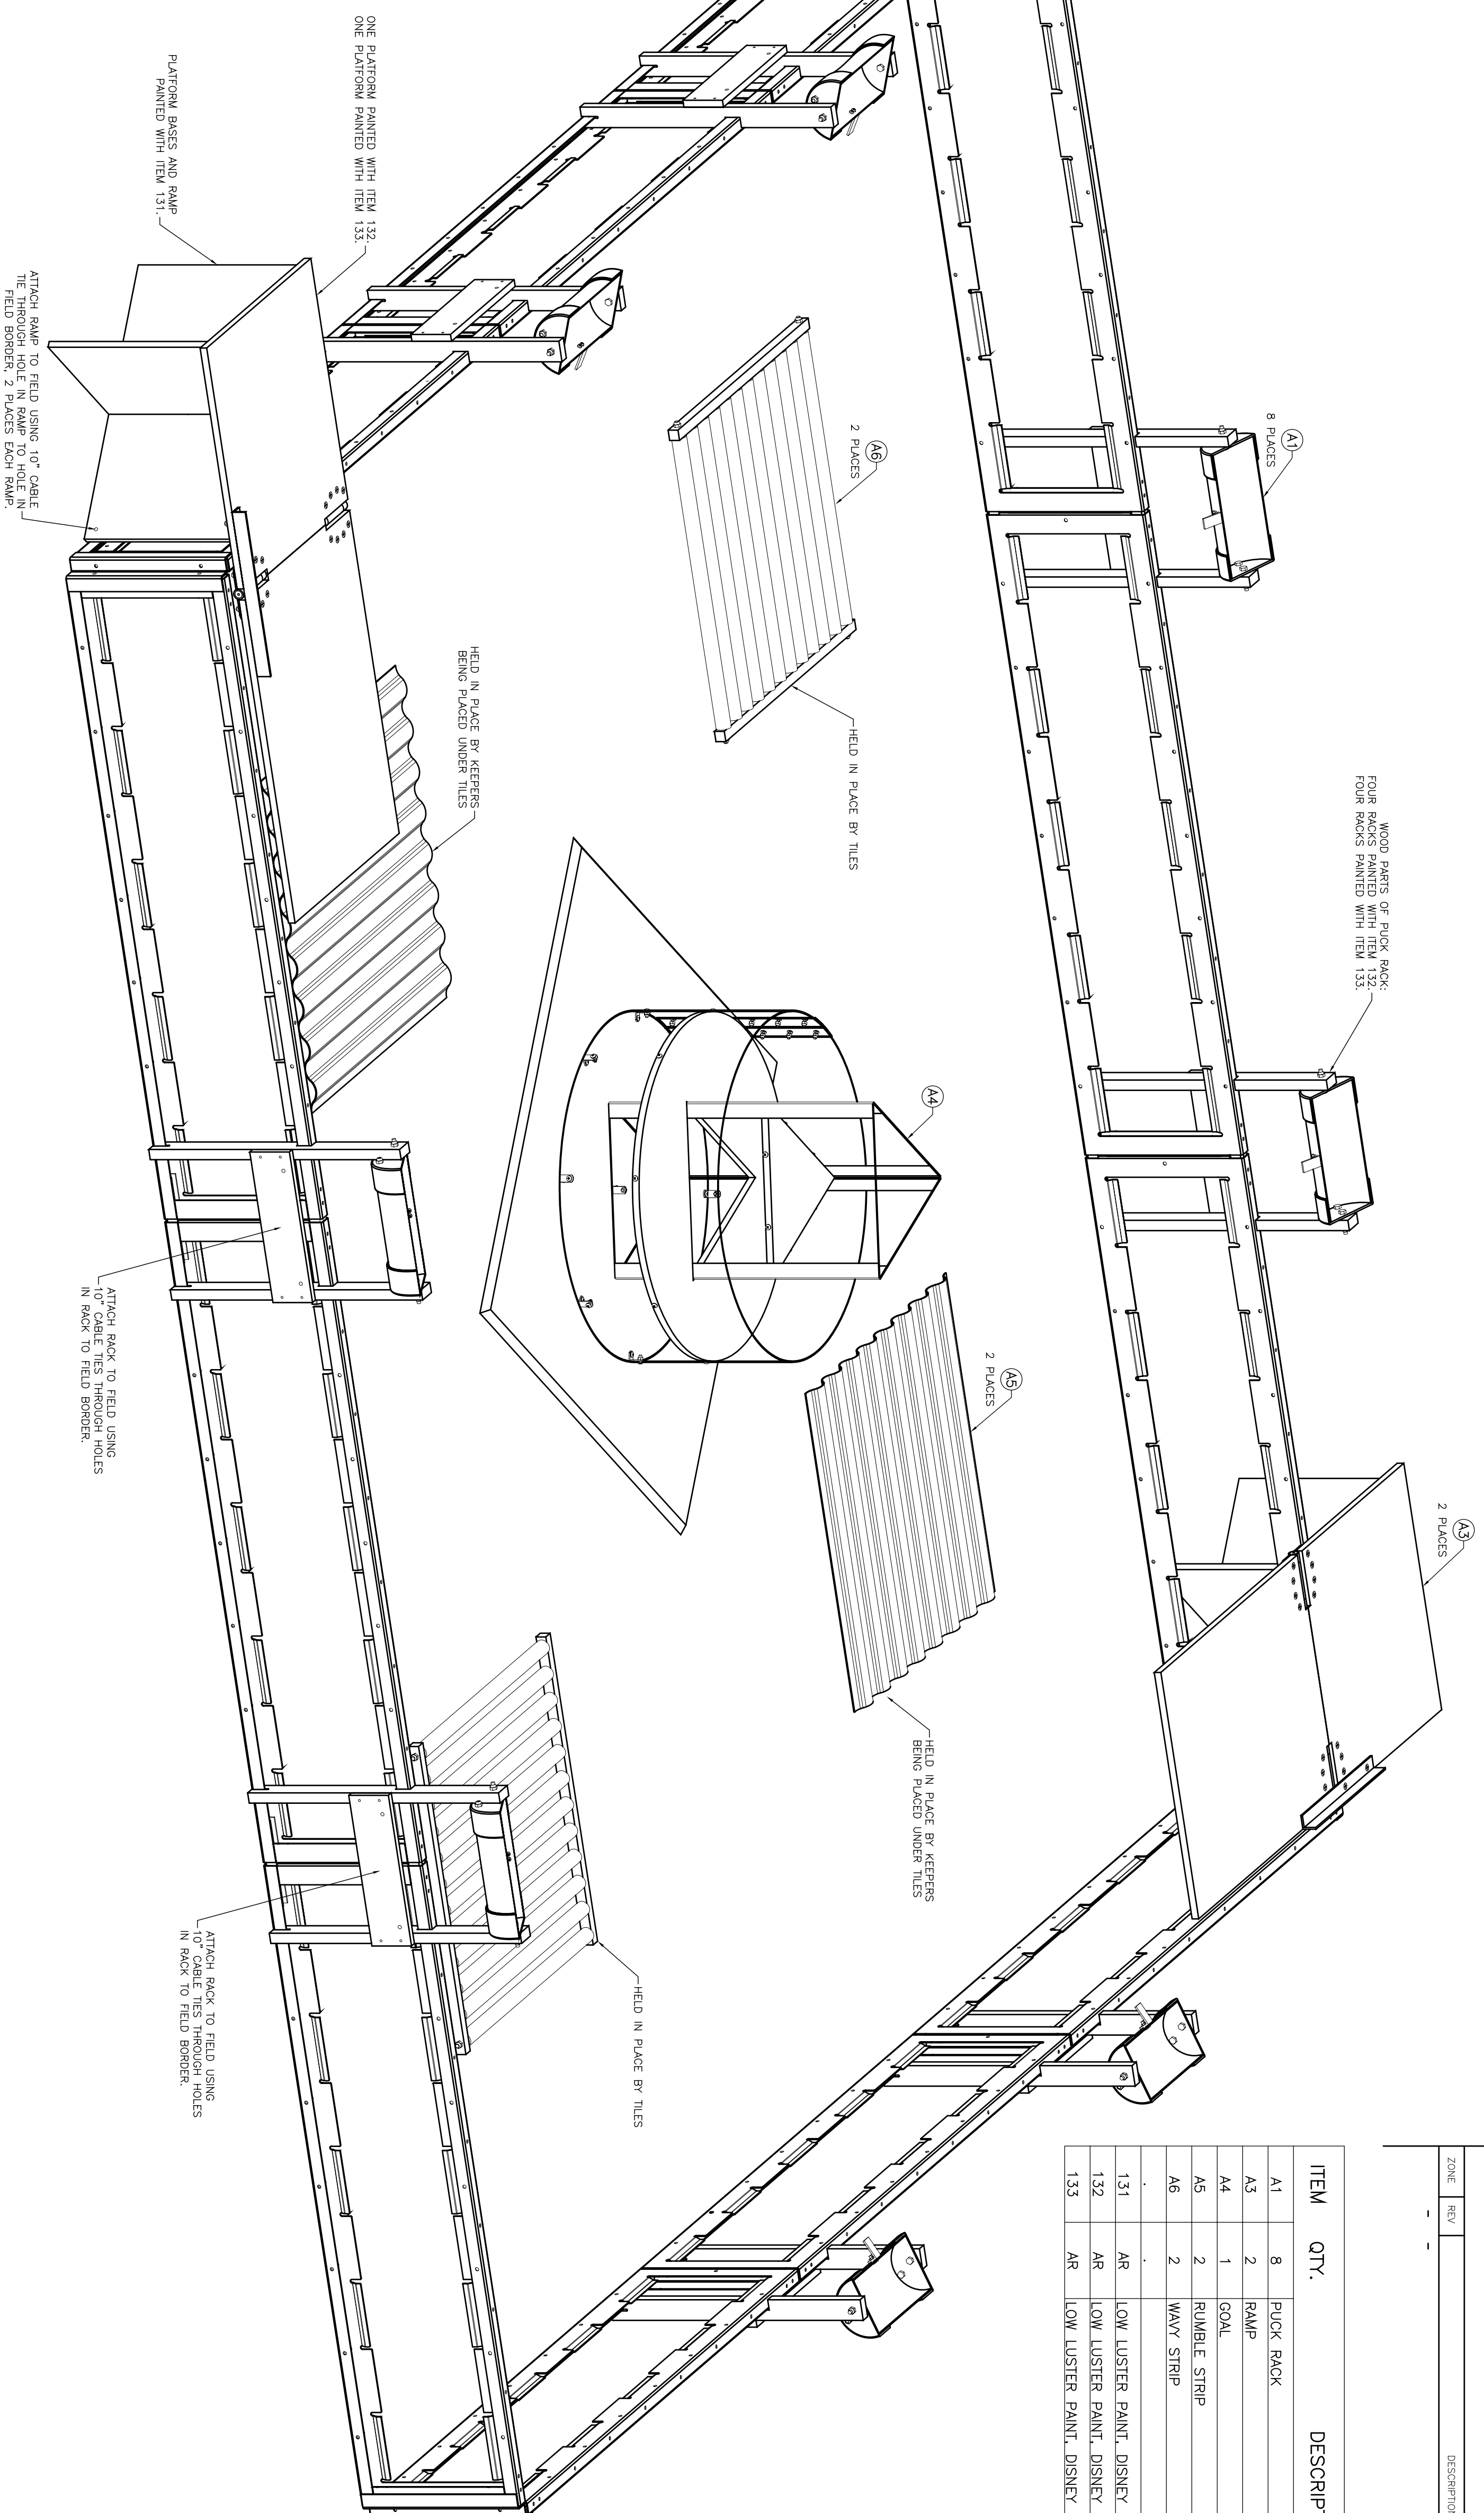 ZONE REV DESCRIPTION
- -
ITEM QTY. DESCRIPT
A1 8 PUCK RACK
A3 2 RAMP
A4 1 GOAL
A5 2 RUMBLE STRIP
A6 2 WAVY STRIP
. .
131 AR LOW LUSTER PAINT, DISNEY
132 AR LOW LUSTER PAINT, DISNEY
133 AR LOW LUSTER PAINT, DISNEY
A3
2 PLACES
WOOD PARTS OF PUCK RACK:
FOUR RACKS PAINTED WITH ITEM 132.
FOUR RACKS PAINTED WITH ITEM 133.
A1
8 PLACES
A5
2 PLACES
HELD IN PLACE BY KEEPERS
BEING PLACED UNDER TILES
A4
A6
2 PLACES
HELD IN PLACE BY TILES
HELD IN PLACE BY TILES
HELD IN PLACE BY KEEPERS
BEING PLACED UNDER TILES
ONE PLATFORM PAINTED WITH ITEM 132.
ONE PLATFORM PAINTED WITH ITEM 133.
PLATFORM BASES AND RAMP
PAINTED WITH ITEM 131.
ATTACH RACK TO FIELD USING
10" CABLE TIES THROUGH HOLES
IN RACK TO FIELD BORDER.
ATTACH RACK TO FIELD USING
10" CABLE TIES THROUGH HOLES
IN RACK TO FIELD BORDER.
ATTACH RAMP TO FIELD USING 10" CABLE
TIE THROUGH HOLE IN RAMP TO HOLE IN
FIELD BORDER, 2 PLACES EACH RAMP.